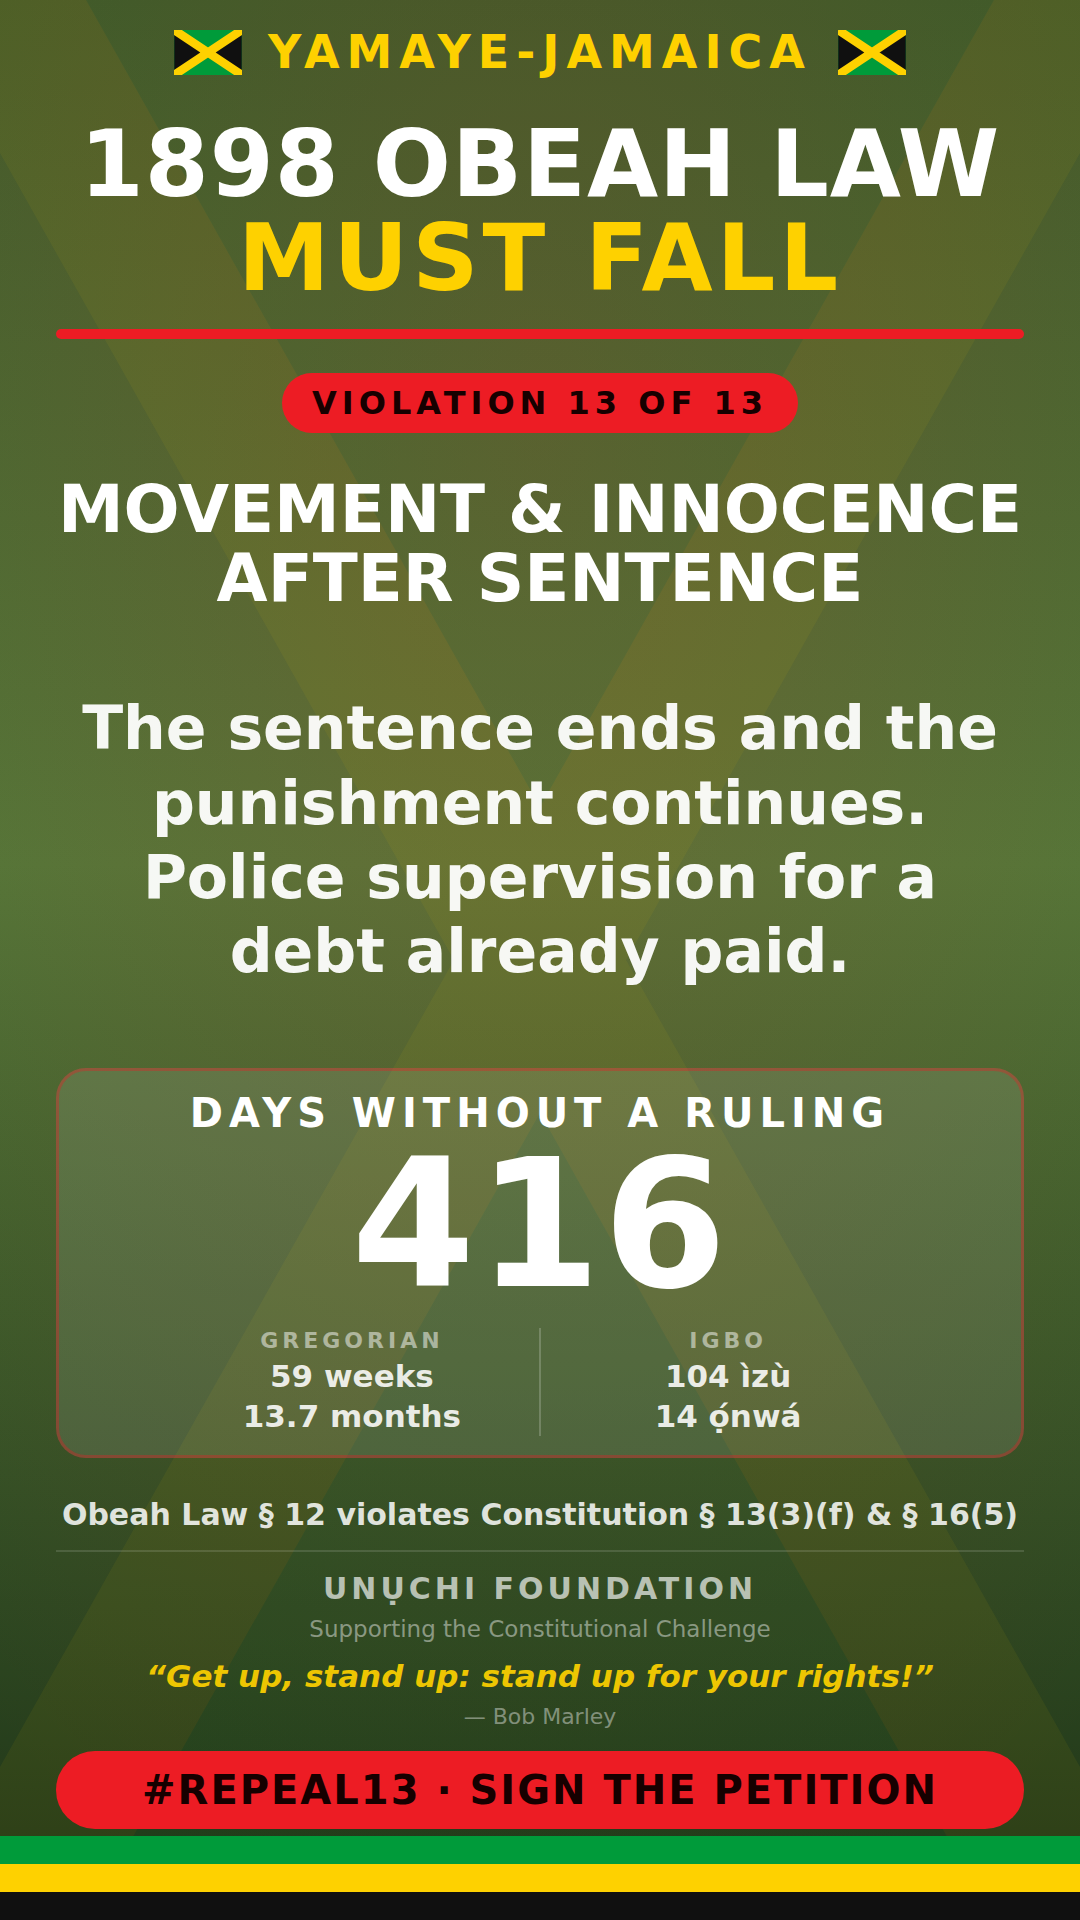 YAMAYE-JAMAICA
1898 OBEAH LAW
MUST FALL
VIOLATION 13 OF 13
MOVEMENT & INNOCENCE
AFTER SENTENCE
The sentence ends and the
punishment continues.
Police supervision for a
debt already paid.
DAYS WITHOUT A RULING
416
GREGORIAN
59 weeks
13.7 months
IGBO
104 ìzù
14 ọ́nwá
Obeah Law § 12 violates Constitution § 13(3)(f) & § 16(5)
UNỤCHI FOUNDATION
Supporting the Constitutional Challenge
“Get up, stand up: stand up for your rights!”
— Bob Marley
#REPEAL13 · SIGN THE PETITION